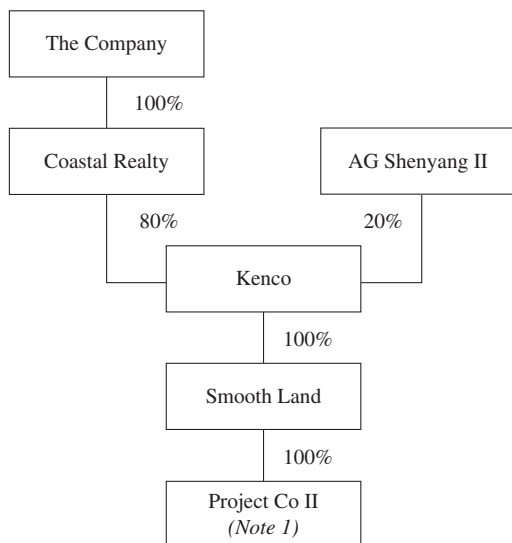 The Company
100%
Coastal Realty
AG Shenyang II
80%
20%
Kenco
100%
Smooth Land
100%
Project Co II
(Note 1)